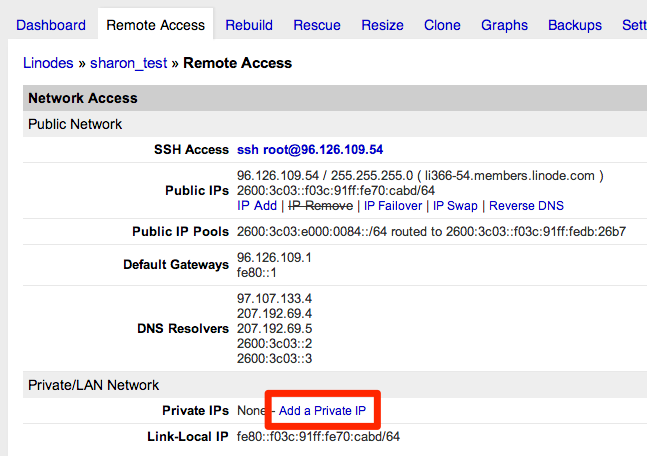 Dashboard Remote Access Rebuild Rescue Resize Clone Graphs Backups Sett
Linodes » sharon_test » Remote Access
Network Access
Public Network
SSH Access ssh root@96.126.109.54
Public IPs 96.126.109.54 / 255.255.255.0 ( li366-54.members.linode.com )
2600:3c03::f03c:91ff:fe70:cabd/64
IP Add | IP Remove | IP Failover | IP Swap | Reverse DNS
Public IP Pools 2600:3c03:e000:0084::/64 routed to 2600:3c03::f03c:91ff:fedb:26b7
Default Gateways 96.126.109.1
fe80::1
DNS Resolvers 97.107.133.4
207.192.69.4
207.192.69.5
2600:3c03::2
2600:3c03::3
Private/LAN Network
Private IPs None - Add a Private IP
Link-Local IP fe80::f03c:91ff:fe70:cabd/64